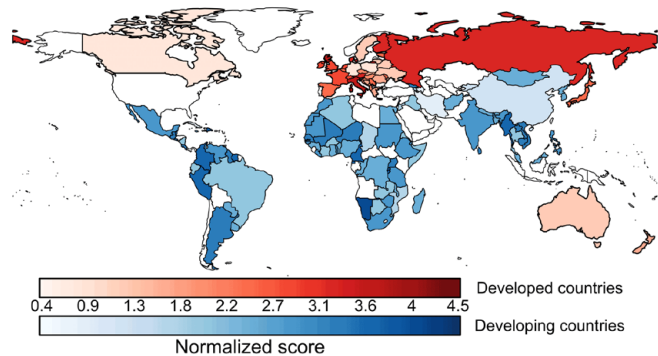 Developed countries
0.4 0.9 1.3 1.8 2.2 2.7 3.1 3.6 4 4.5
Developing countries
Normalized score